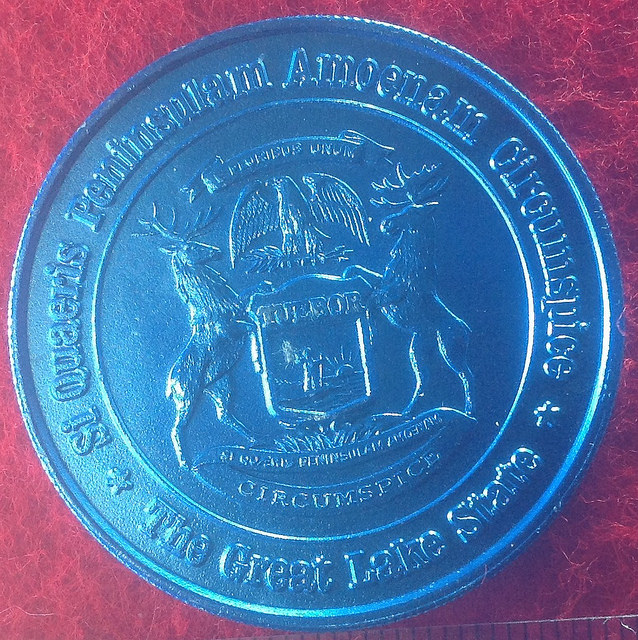 Si Quaeris Peninsulam Amoenam Circumspice
* The Great Lake State *
E PLURIBUS UNUM
TUEBOR
SI QUAERIS PENINSULAM AMOENAM
CIRCUMSPICE